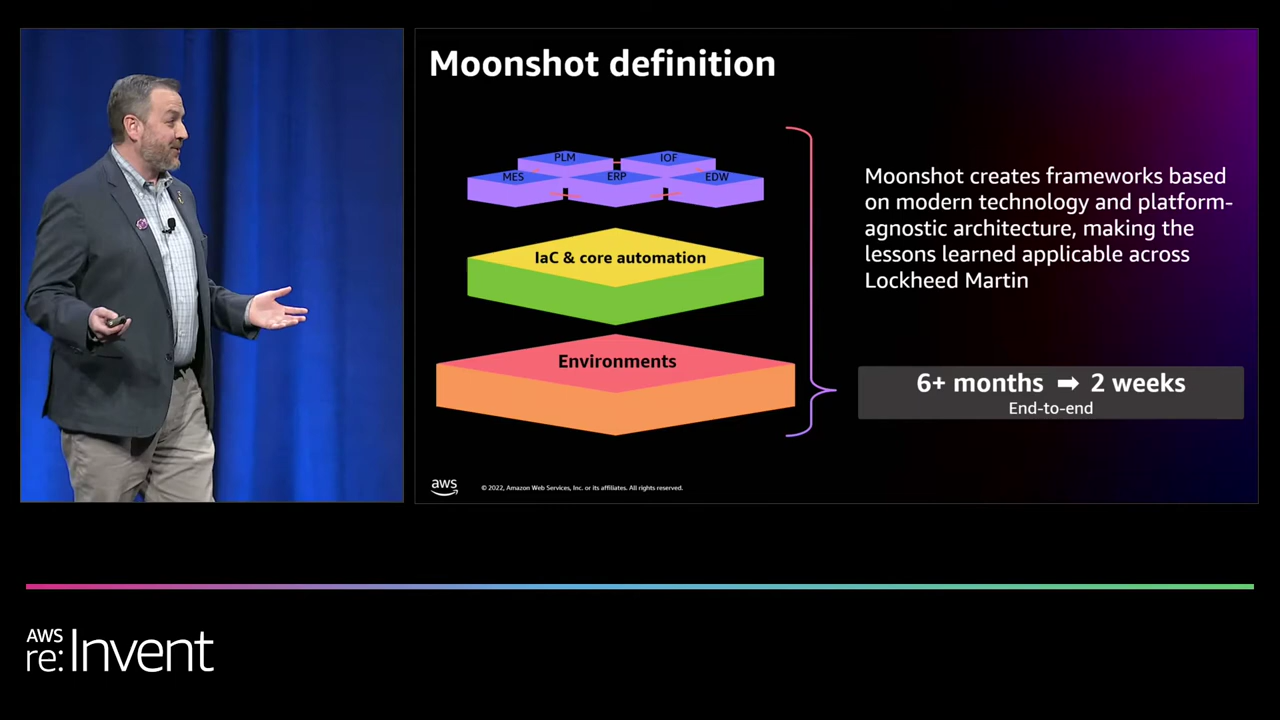 Moonshot definition
PLM
IOF
MES
ERP
EDW
IaC & core automation
Environments
Moonshot creates frameworks based
on modern technology and platform-
agnostic architecture, making the
lessons learned applicable across
Lockheed Martin
6+ months ➡ 2 weeks
End-to-end
aws
© 2022, Amazon Web Services, Inc. or its affiliates. All rights reserved.
AWS
re:Invent